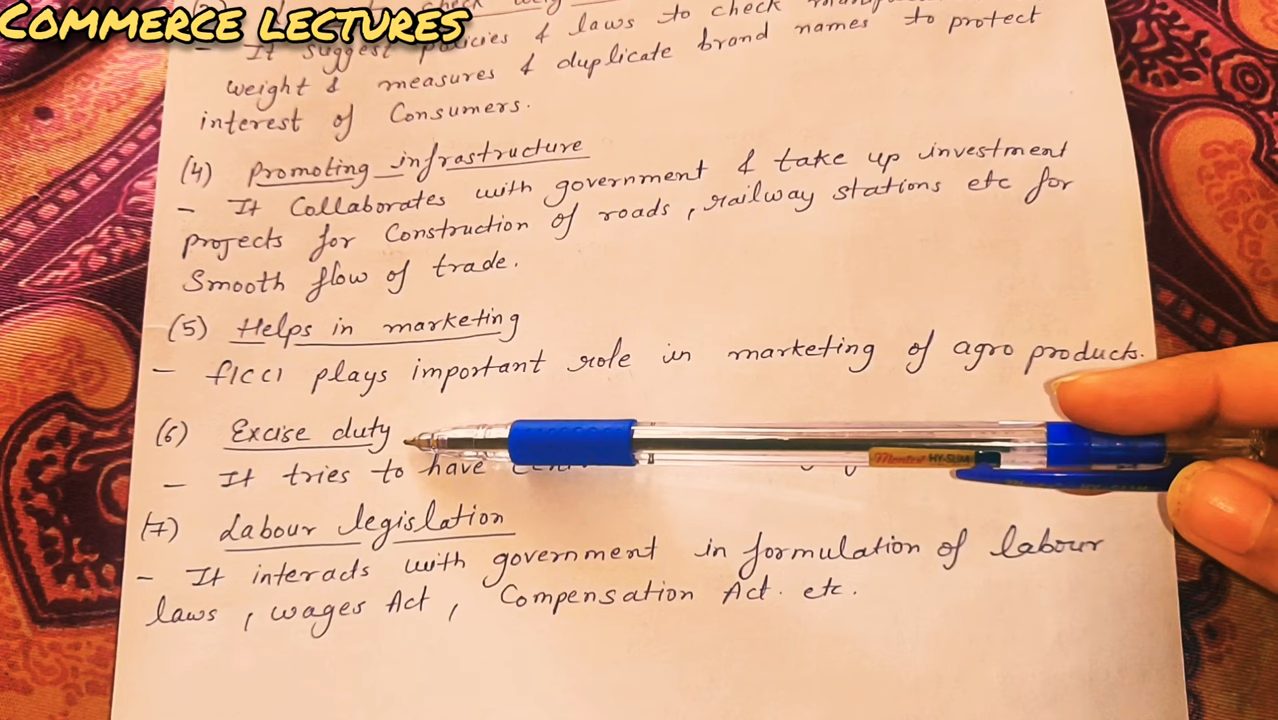 COMMERCE LECTURES
check
It suggest policies & laws to check
weight & measures & duplicate brand names to protect
interest of Consumers.
(4) Promoting infrastructure
- It Collaborates with government & take up investment
projects for Construction of roads, railway stations etc for
Smooth flow of trade.
(5) Helps in marketing
- fICCI plays important role in marketing of agro products.
(6) Excise duty
- It tries to have
(7) Labour legislation
- It interacts with government in formulation of labour
laws, wages Act, Compensation Act. etc.
Montex HY-SLIM